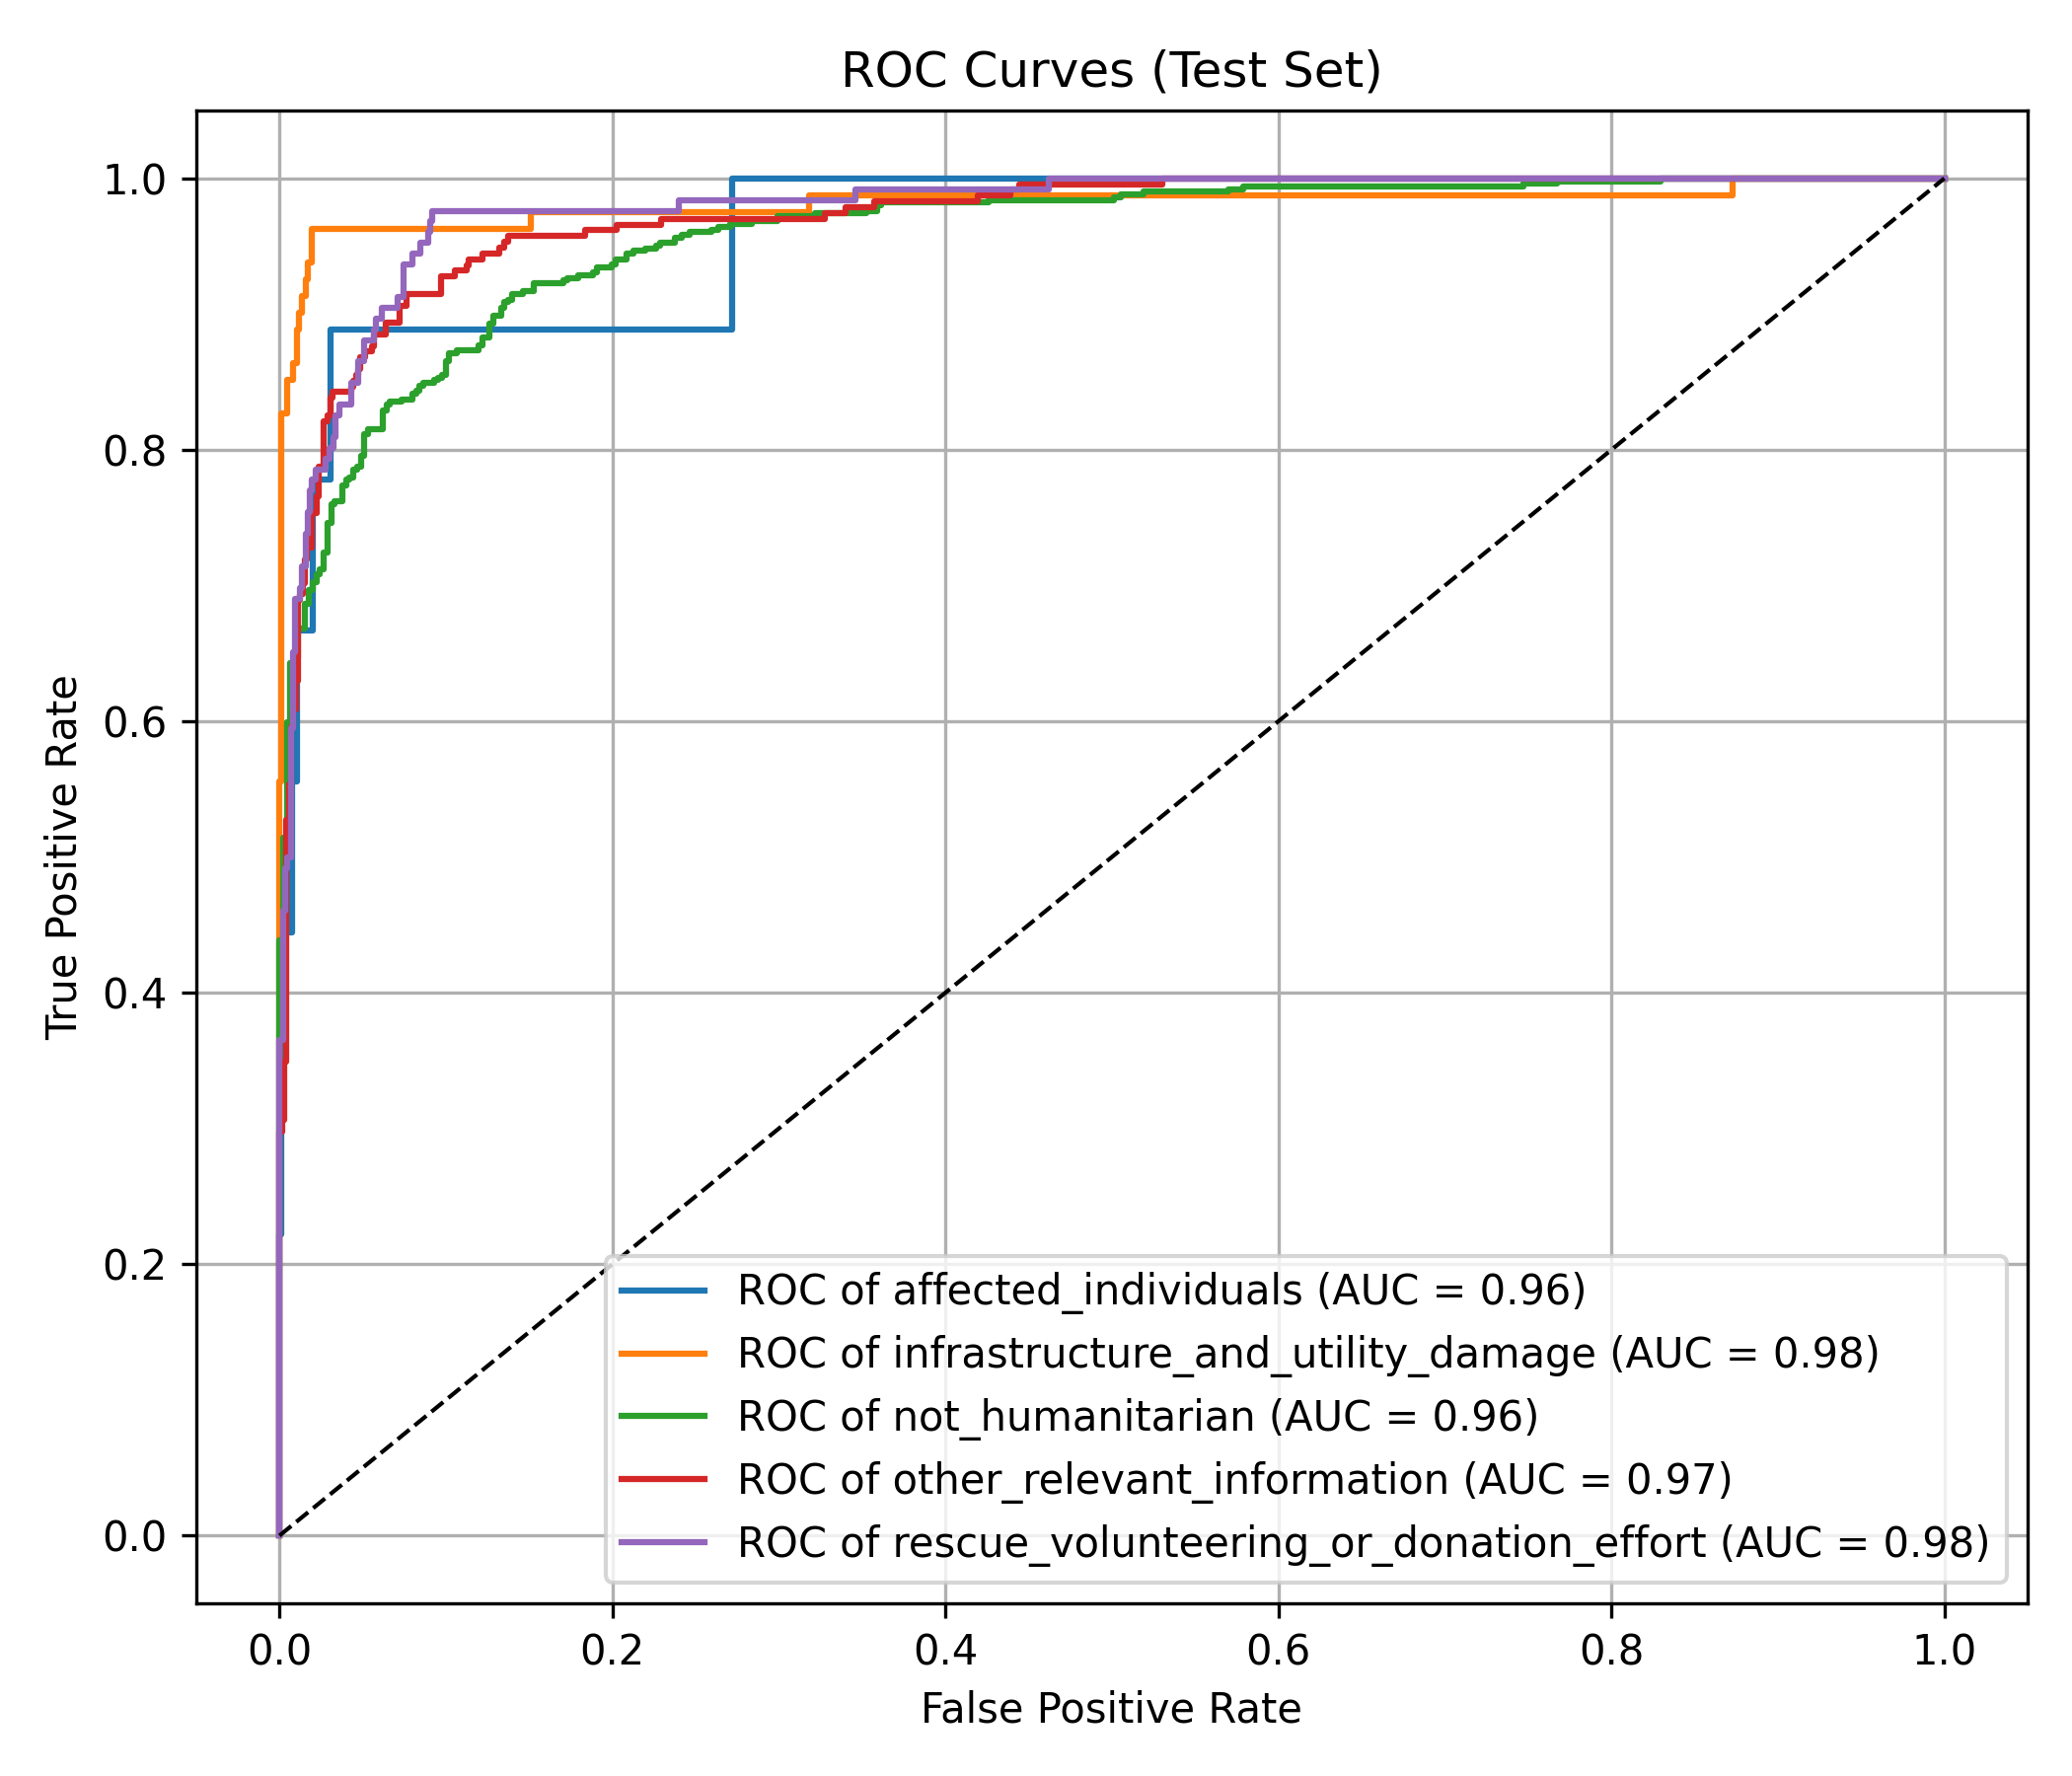 ROC Curves (Test Set)
True Positive Rate
1.0
0.8
0.6
0.4
0.2
0.0
ROC of affected_individuals (AUC = 0.96)
ROC of infrastructure_and_utility_damage (AUC = 0.98)
ROC of not_humanitarian (AUC = 0.96)
ROC of other_relevant_information (AUC = 0.97)
ROC of rescue_volunteering_or_donation_effort (AUC = 0.98)
0.0 0.2 0.4 0.6 0.8 1.0
False Positive Rate